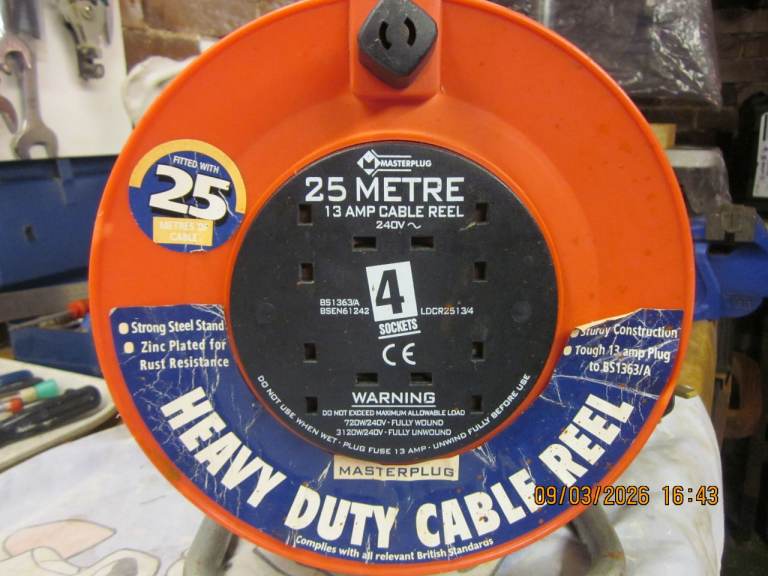 MASTERPLUG
25 METRE
13 AMP CABLE REEL
240V ~
FITTED WITH
25
METRES OF
CABLE
BS1363/A
BSEN61242
4
SOCKETS
LDCR2513/4
CE
Strong Steel Stand
Zinc Plated for
Rust Resistance
Sturdy Construction
Tough 13 amp Plug
to BS1363/A
WARNING
DO NOT EXCEED MAXIMUM ALLOWABLE LOAD
720W240V - FULLY WOUND
3120W240V - FULLY UNWOUND
DO NOT USE WHEN WET - PLUG FUSE 13 AMP - UNWIND FULLY BEFORE USE
MASTERPLUG
HEAVY DUTY CABLE REEL
Complies with all relevant British Standards
09/03/2026 16:43